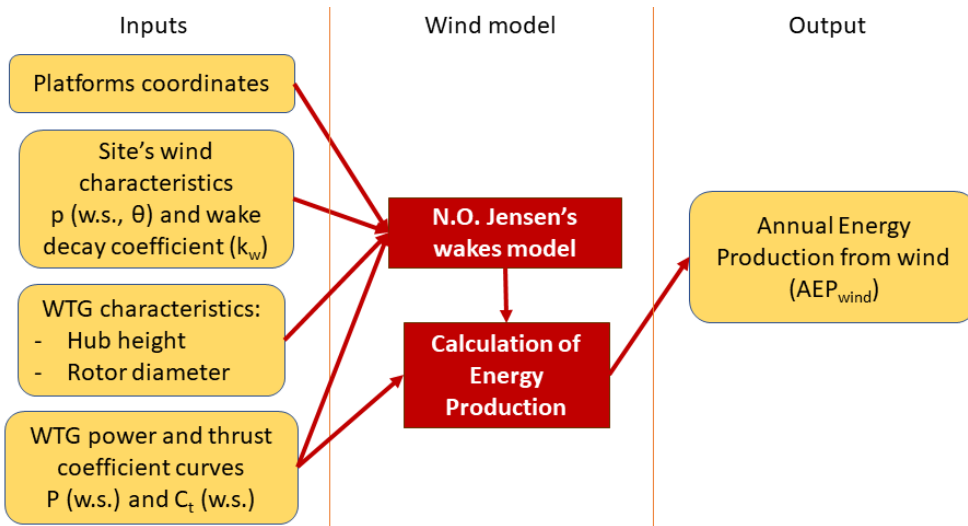 Inputs
Wind model
Output
Platforms coordinates
Site's wind
characteristics
p (w.s., θ) and wake
decay coefficient (kw)
WTG characteristics:
- Hub height
- Rotor diameter
WTG power and thrust
coefficient curves
P (w.s.) and Ct (w.s.)
N.O. Jensen's
wakes model
Calculation of
Energy
Production
Annual Energy
Production from wind
(AEPwind)